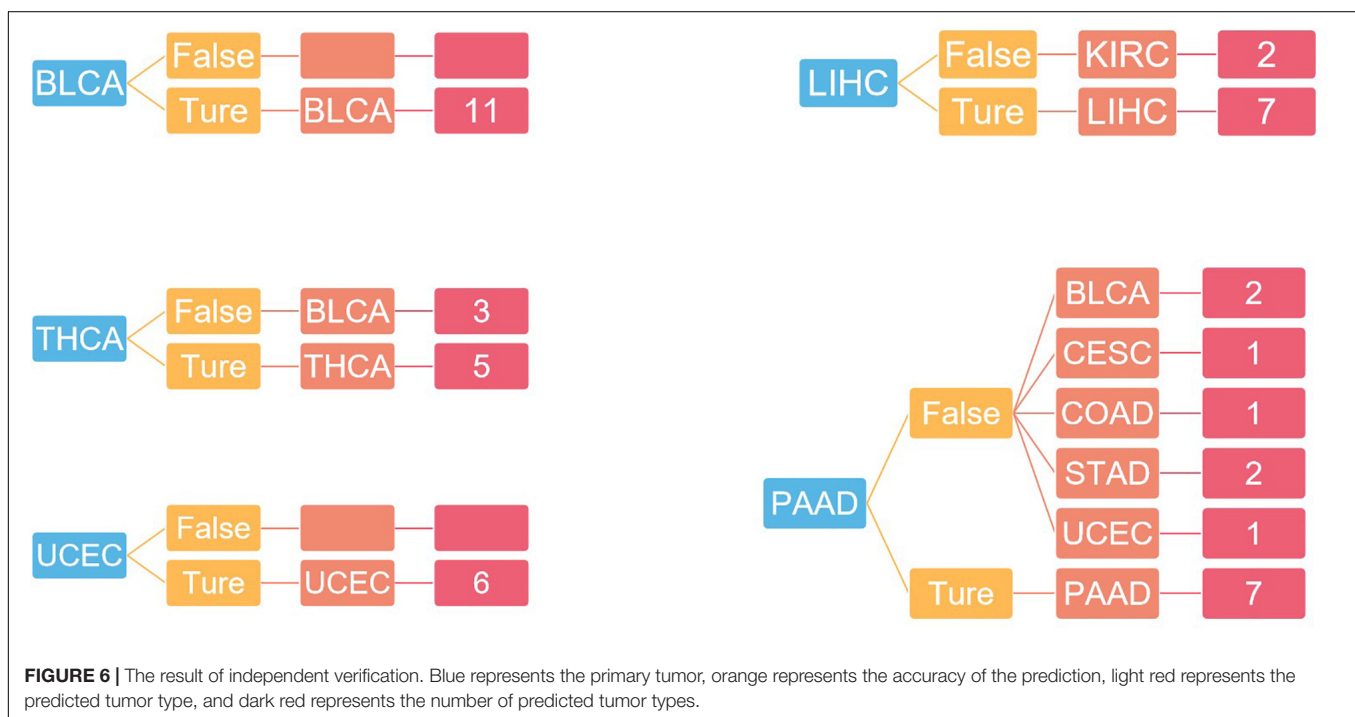 BLCA
False
Ture
BLCA
11
LIHC
False
KIRC
2
Ture
LIHC
7
THCA
False
BLCA
3
Ture
THCA
5
UCEC
False
Ture
UCEC
6
PAAD
False
BLCA
2
CESC
1
COAD
1
STAD
2
UCEC
1
Ture
PAAD
7
FIGURE 6 | The result of independent verification. Blue represents the primary tumor, orange represents the accuracy of the prediction, light red represents the
predicted tumor type, and dark red represents the number of predicted tumor types.